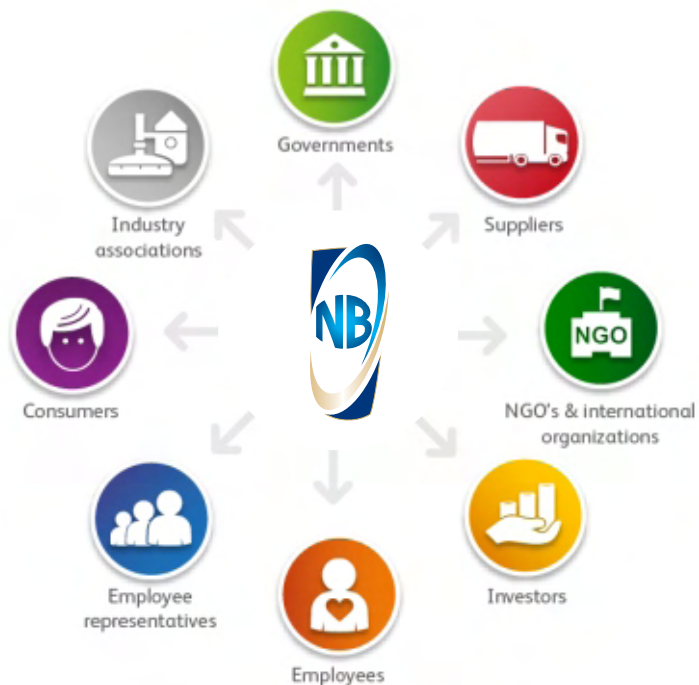 Governments
Industry
associations
Suppliers
NB
NGO
Consumers
NGO's & international
organizations
Employee
representatives
Investors
Employees